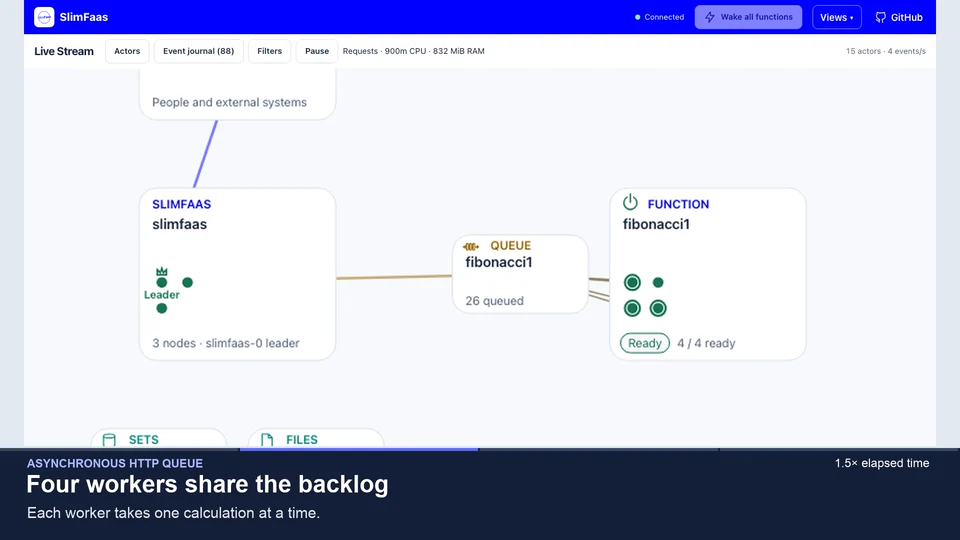 SlimFaas
Connected
Wake all functions
Views
GitHub
Live Stream
Actors
Event journal (88)
Filters
Pause
Requests · 900m CPU · 832 MiB RAM
15 actors · 4 events/s
People and external systems
SLIMFAAS
slimfaas
Leader
3 nodes · slimfaas-0 leader
QUEUE
fibonacci1
26 queued
FUNCTION
fibonacci1
Ready 4 / 4 ready
SETS
FILES
ASYNCHRONOUS HTTP QUEUE
1.5× elapsed time
Four workers share the backlog
Each worker takes one calculation at a time.